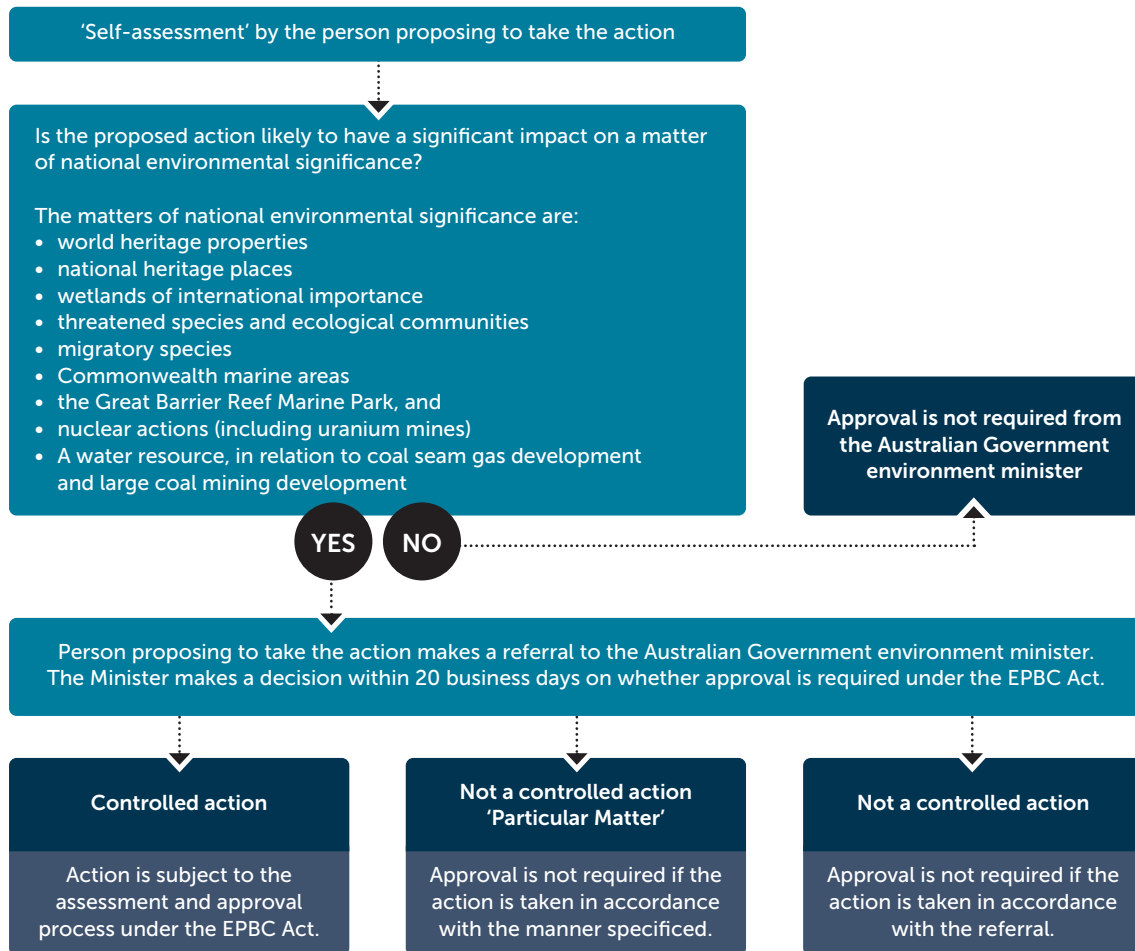 ‘Self-assessment’ by the person proposing to take the action
Is the proposed action likely to have a significant impact on a matter
of national environmental significance?
The matters of national environmental significance are:
• world heritage properties
• national heritage places
• wetlands of international importance
• threatened species and ecological communities
• migratory species
• Commonwealth marine areas
• the Great Barrier Reef Marine Park, and
• nuclear actions (including uranium mines)
• A water resource, in relation to coal seam gas development
and large coal mining development
Approval is not required from
the Australian Government
environment minister
YES
NO
Person proposing to take the action makes a referral to the Australian Government environment minister.
The Minister makes a decision within 20 business days on whether approval is required under the EPBC Act.
Controlled action
Action is subject to the
assessment and approval
process under the EPBC Act.
Not a controlled action
‘Particular Matter’
Approval is not required if the
action is taken in accordance
with the manner specificed.
Not a controlled action
Approval is not required if the
action is taken in accordance
with the referral.